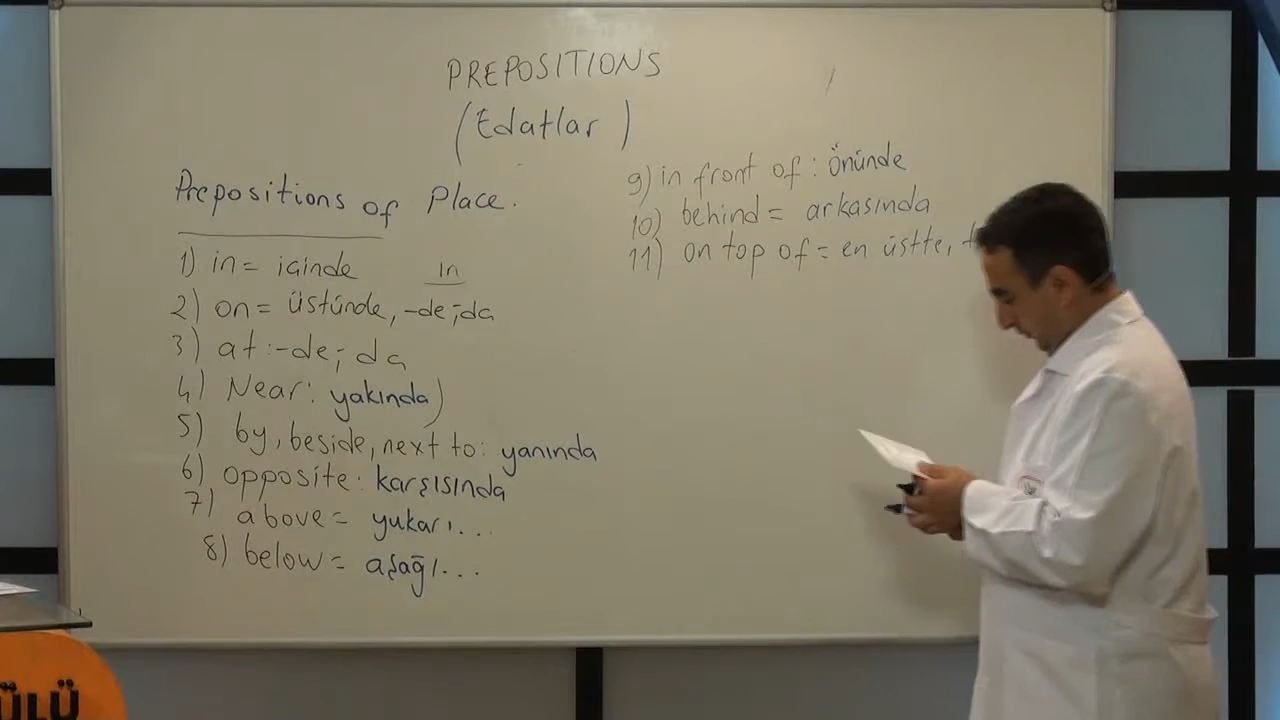 PREPOSITIONS
(Edatlar )
Prepositions of Place.
1) in = içinde
in
2) on = üstünde, -de, -da
3) at : -de, -da
4) Near : yakında)
5) by, beside, next to : yanında
6) opposite : karşısında
7) above = yukarı...
8) below = aşağı...
9) in front of : önünde
10) behind = arkasında
11) on top of = en üstte,
ÜLÜ